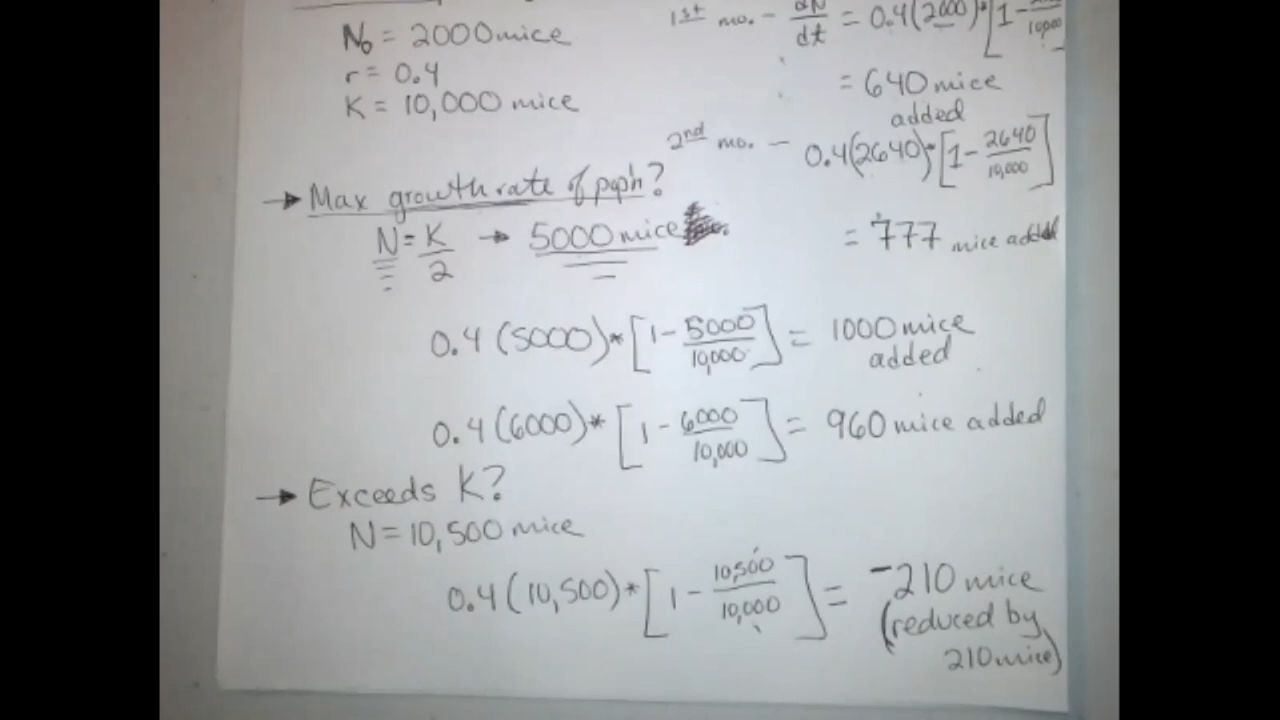 N₀ = 2000 mice
r = 0.4
K = 10,000 mice
1st mo. - dN/dt = 0.4(2000)*[1-
10,000
= 640 mice
added
2nd mo. - 0.4(2640)*[1-2640/10,000]
= 777 mice added
→ Max growth rate of popn?
N=K/2 → 5000 mice
0.4(5000)*[1-5000/10,000] = 1000 mice
added
0.4(6000)*[1-6000/10,000] = 960 mice added
→ Exceeds K?
N=10,500 mice
0.4(10,500)*[1-10,500/10,000] = -210 mice
(reduced by
210 mice)